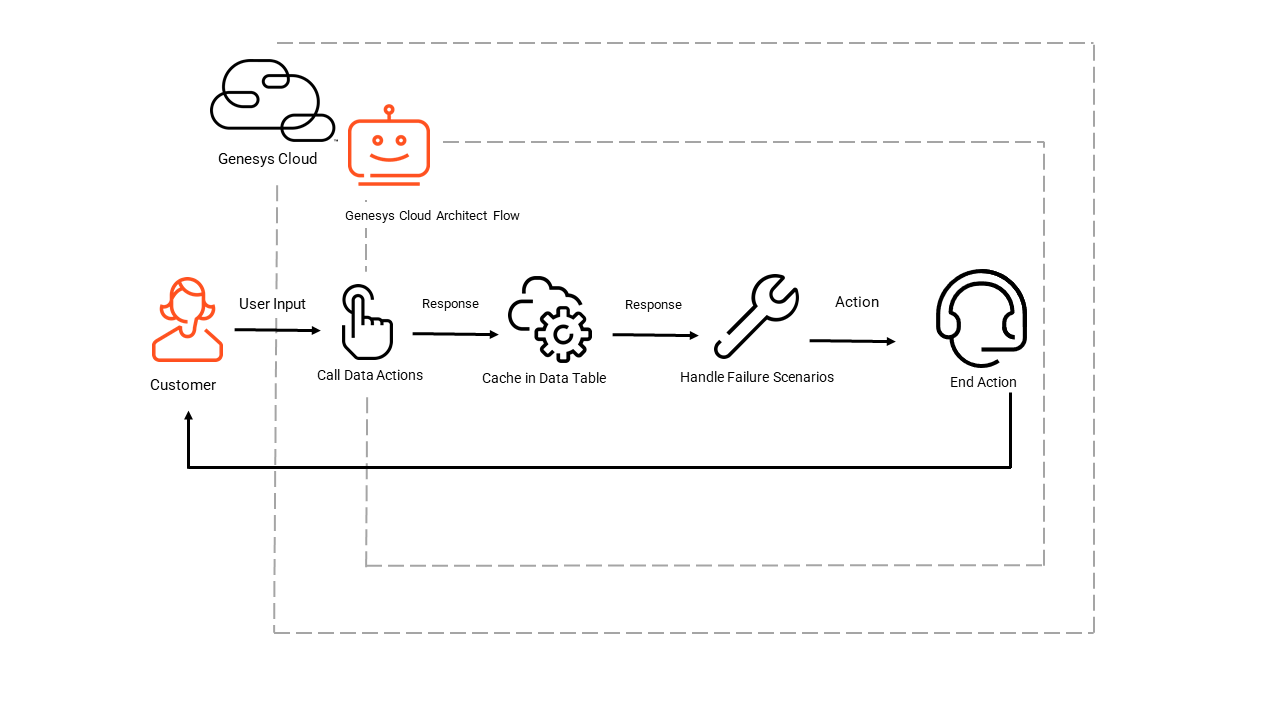 Genesys Cloud
Genesys Cloud Architect Flow
User Input
Response
Response
Action
Customer
Call Data Actions
Cache in Data Table
Handle Failure Scenarios
End Action